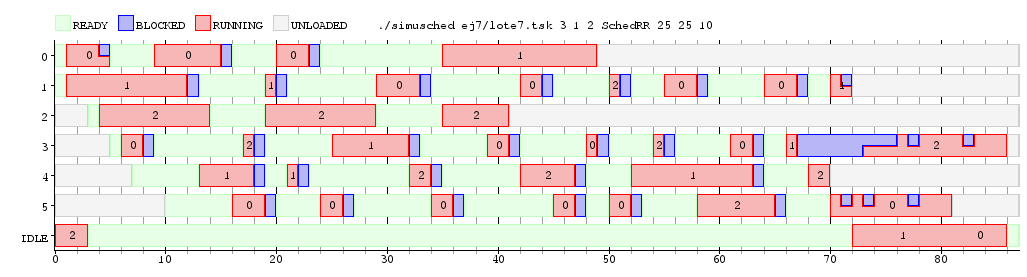 READY BLOCKED RUNNING UNLOADED ./simusched ej7/lote7.tsk 3 1 2 SchedRR 25 25 10
0 0 0 0 1
1 1 1 0 0 2 0 0 1
2 2 2 2
3 0 2 1 0 0 2 0 1 2
4 1 1 2 2 1 2
5 0 0 0 0 0 2 0
IDLE 2 1 0
0 10 20 30 40 50 60 70 80